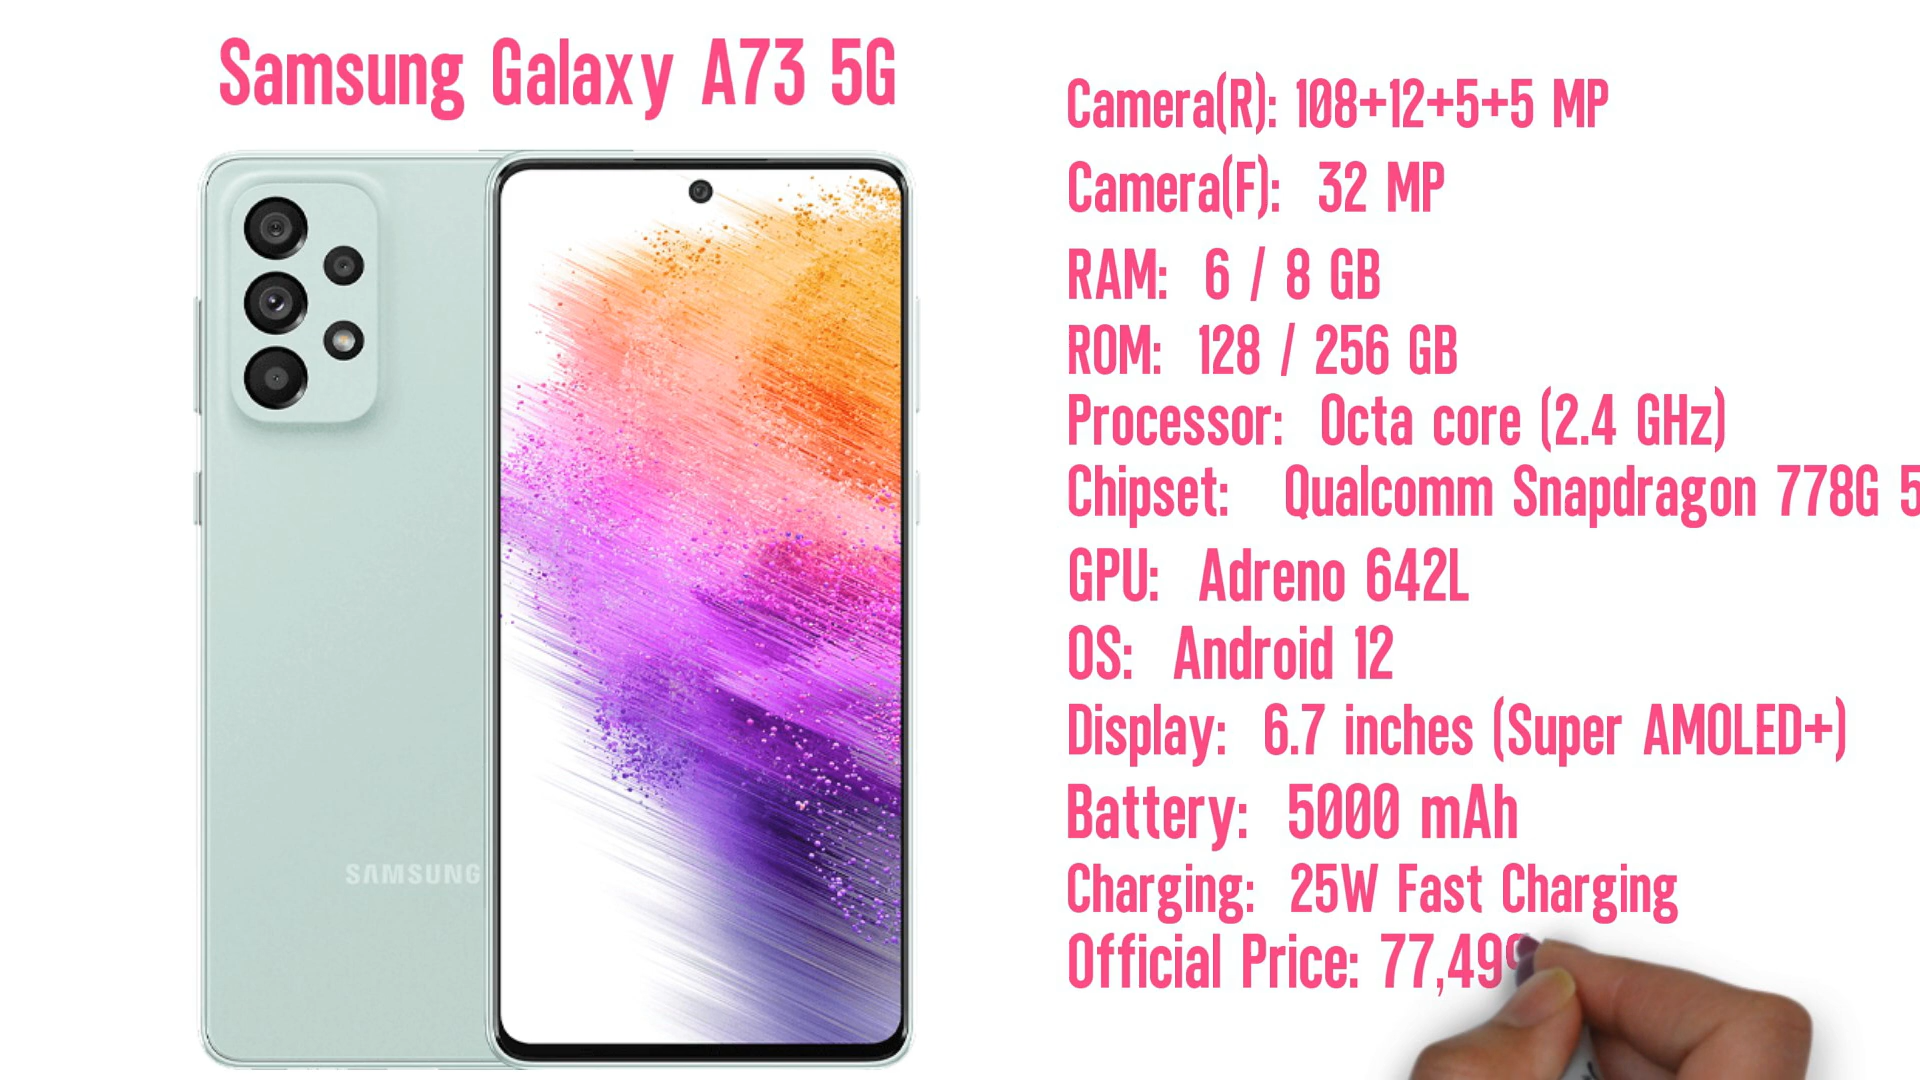 Samsung Galaxy A73 5G
Camera(R): 108+12+5+5 MP
Camera(F): 32 MP
RAM: 6 / 8 GB
ROM: 128 / 256 GB
Processor: Octa core (2.4 GHz)
Chipset: Qualcomm Snapdragon 778G 5
GPU: Adreno 642L
OS: Android 12
Display: 6.7 inches (Super AMOLED+)
Battery: 5000 mAh
Charging: 25W Fast Charging
Official Price: 77,49
SAMSUNG